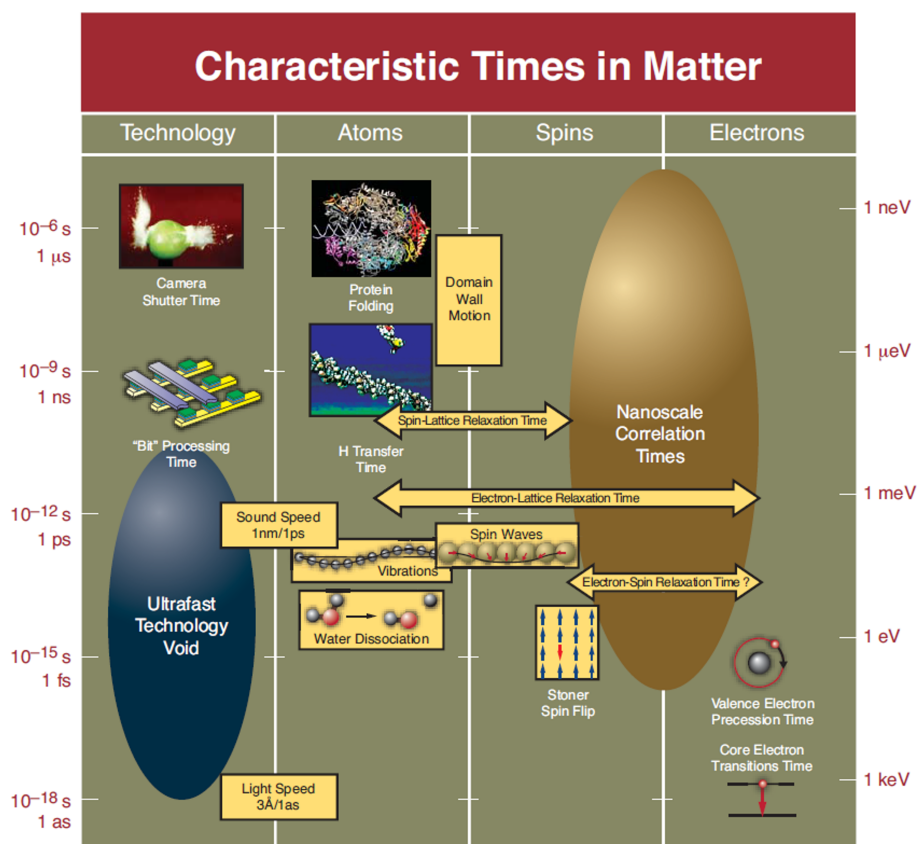 Characteristic Times in Matter
Technology
Atoms
Spins
Electrons
10⁻⁶ s
1 μs
10⁻⁹ s
1 ns
10⁻¹² s
1 ps
10⁻¹⁵ s
1 fs
10⁻¹⁸ s
1 as
Camera
Shutter Time
"Bit" Processing
Time
Ultrafast
Technology
Void
Sound Speed
1nm/1ps
Light Speed
3Å/1as
Protein
Folding
Domain
Wall
Motion
H Transfer
Time
Spin-Lattice Relaxation Time
Electron-Lattice Relaxation Time
Vibrations
Spin Waves
Water Dissociation
Electron-Spin Relaxation Time ?
Stoner
Spin Flip
Nanoscale
Correlation
Times
Valence Electron
Precession Time
Core Electron
Transitions Time
1 neV
1 μeV
1 meV
1 eV
1 keV